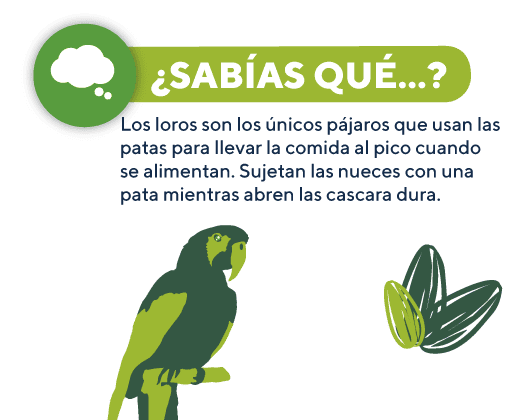 ¿SABÍAS QUÉ...?
Los loros son los únicos pájaros que usan las
patas para llevar la comida al pico cuando
se alimentan. Sujetan las nueces con una
pata mientras abren las cascara dura.